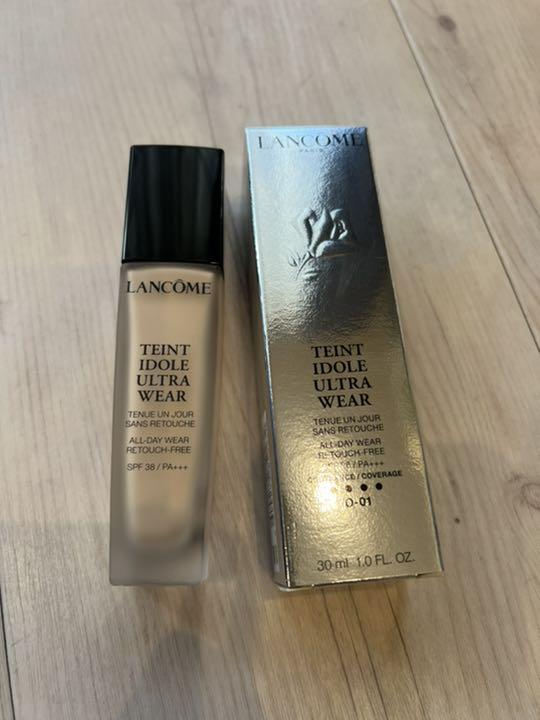 LANCÔME
TEINT
IDOLE
ULTRA
WEAR
TENUE UN JOUR
SANS RETOUCHE
ALL-DAY WEAR
RETOUCH-FREE
SPF 38 / PA+++
LANCÔME
PARIS
TEINT
IDOLE
ULTRA
WEAR
TENUE UN JOUR
SANS RETOUCHE
ALL-DAY WEAR
RETOUCH-FREE
/ PA+++
/ COVERAGE
O-01
30 ml 1.0 FL. OZ.